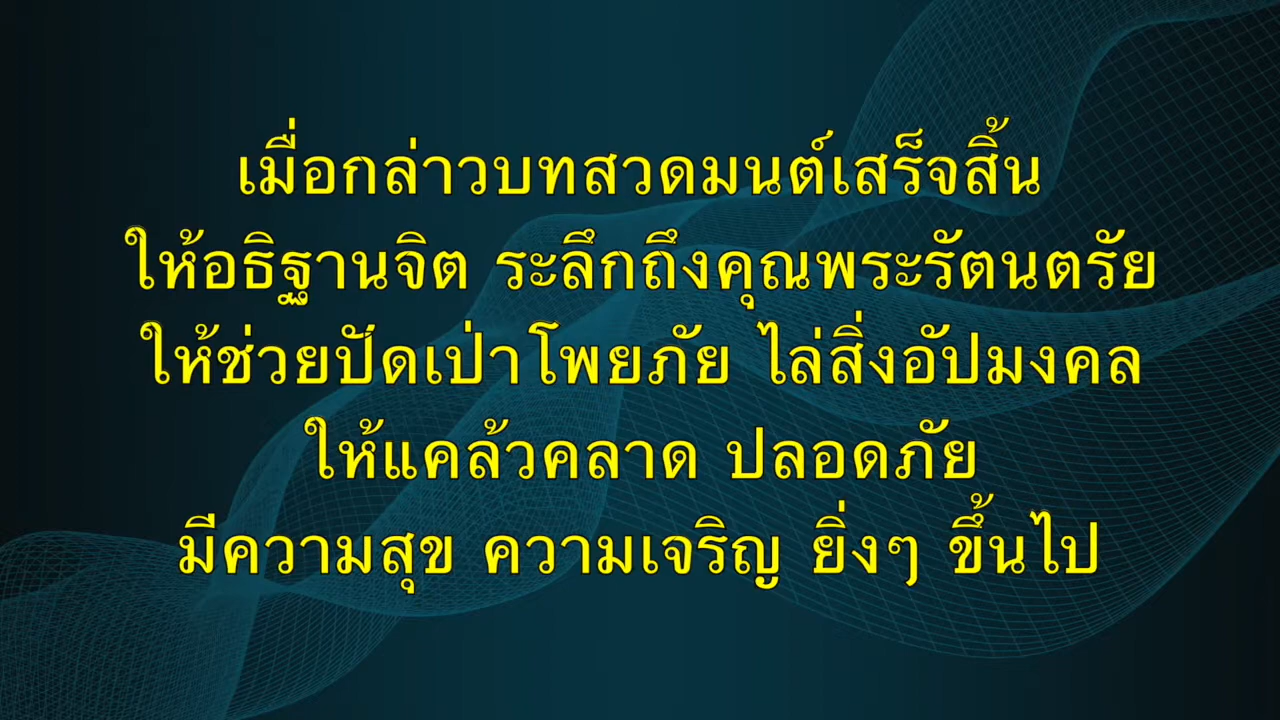 เมื่อกล่าวบทสวดมนต์เสร็จสิ้น
ให้อธิฐานจิต ระลึกถึงคุณพระรัตนตรัย
ให้ช่วยปัดเป่าโพยภัย ไล่สิ่งอัปมงคล
ให้แคล้วคลาด ปลอดภัย
มีความสุข ความเจริญ ยิ่งๆ ขึ้นไป